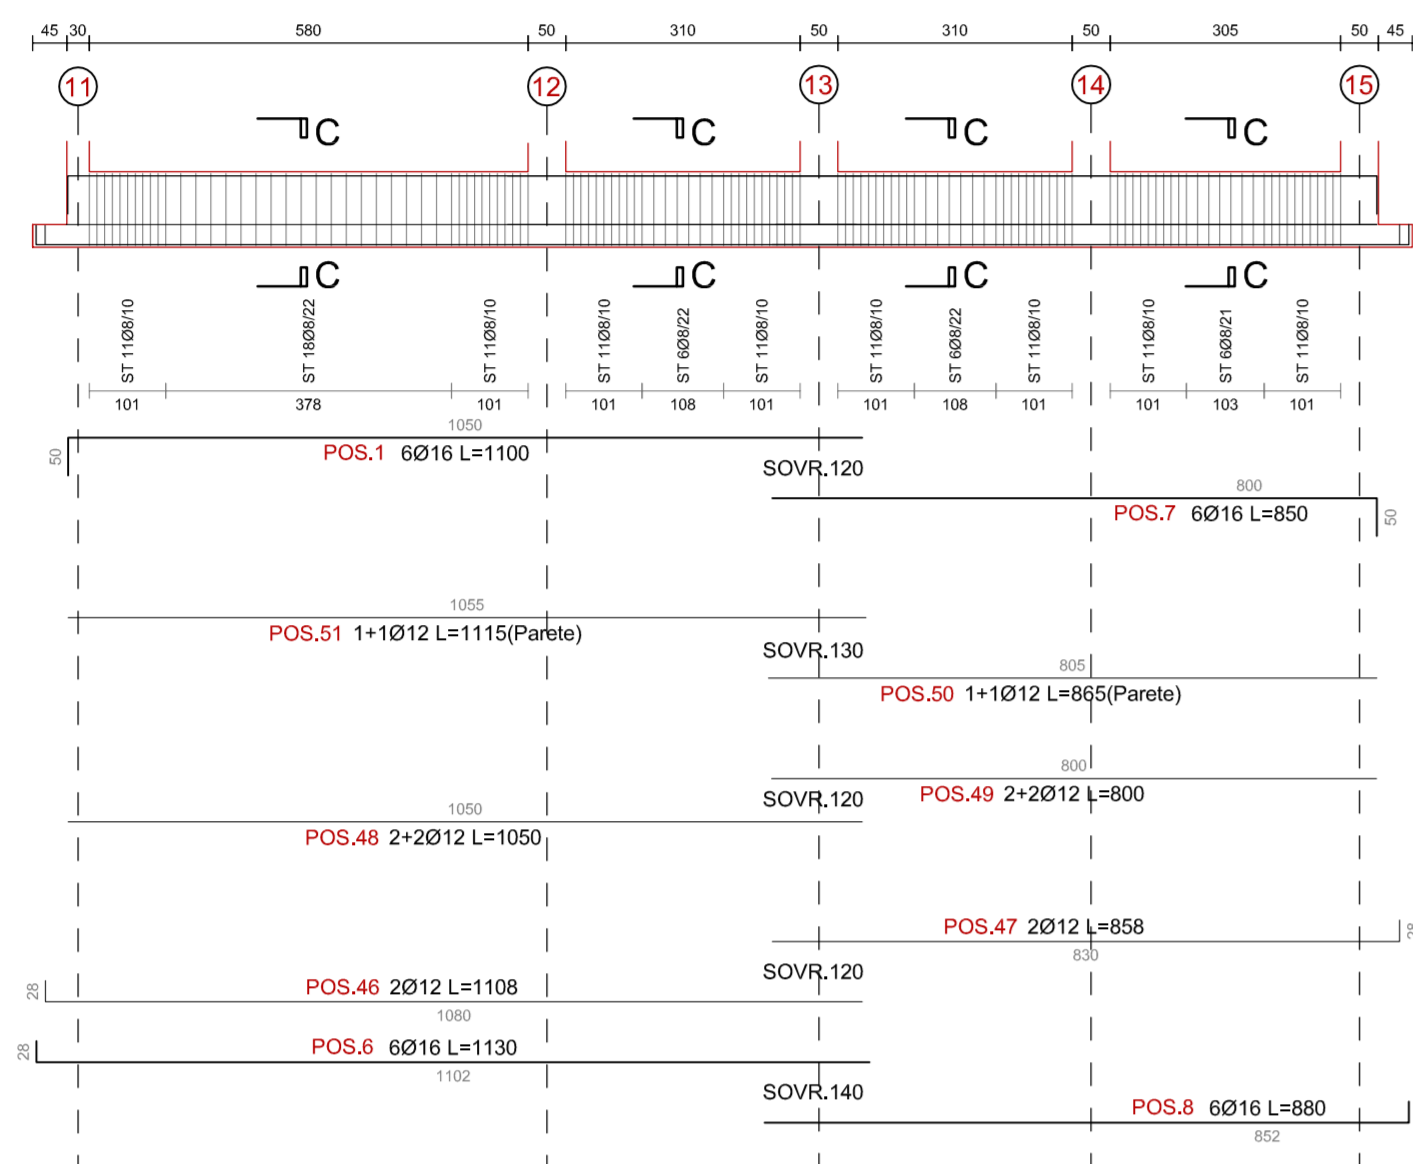 45 30 580 50 310 50 310 50 305 50 45
11 12 13 14 15
C C C C
C C C C
ST 11Ø8/10 ST 18Ø8/22 ST 11Ø8/10 ST 11Ø8/10 ST 6Ø8/22 ST 11Ø8/10 ST 11Ø8/10 ST 6Ø8/22 ST 11Ø8/10 ST 11Ø8/10 ST 6Ø8/21 ST 11Ø8/10
101 378 101 101 108 101 101 108 101 101 103 101
1050
50 POS.1 6Ø16 L=1100
SOVR.120
800
POS.7 6Ø16 L=850 50
1055
POS.51 1+1Ø12 L=1115(Parete)
SOVR.130
805
POS.50 1+1Ø12 L=865(Parete)
800
POS.49 2+2Ø12 L=800
SOVR.120
1050
POS.48 2+2Ø12 L=1050
POS.47 2Ø12 L=858 28
830
SOVR.120
28 POS.46 2Ø12 L=1108
1080
28 POS.6 6Ø16 L=1130
1102
SOVR.140
POS.8 6Ø16 L=880
852